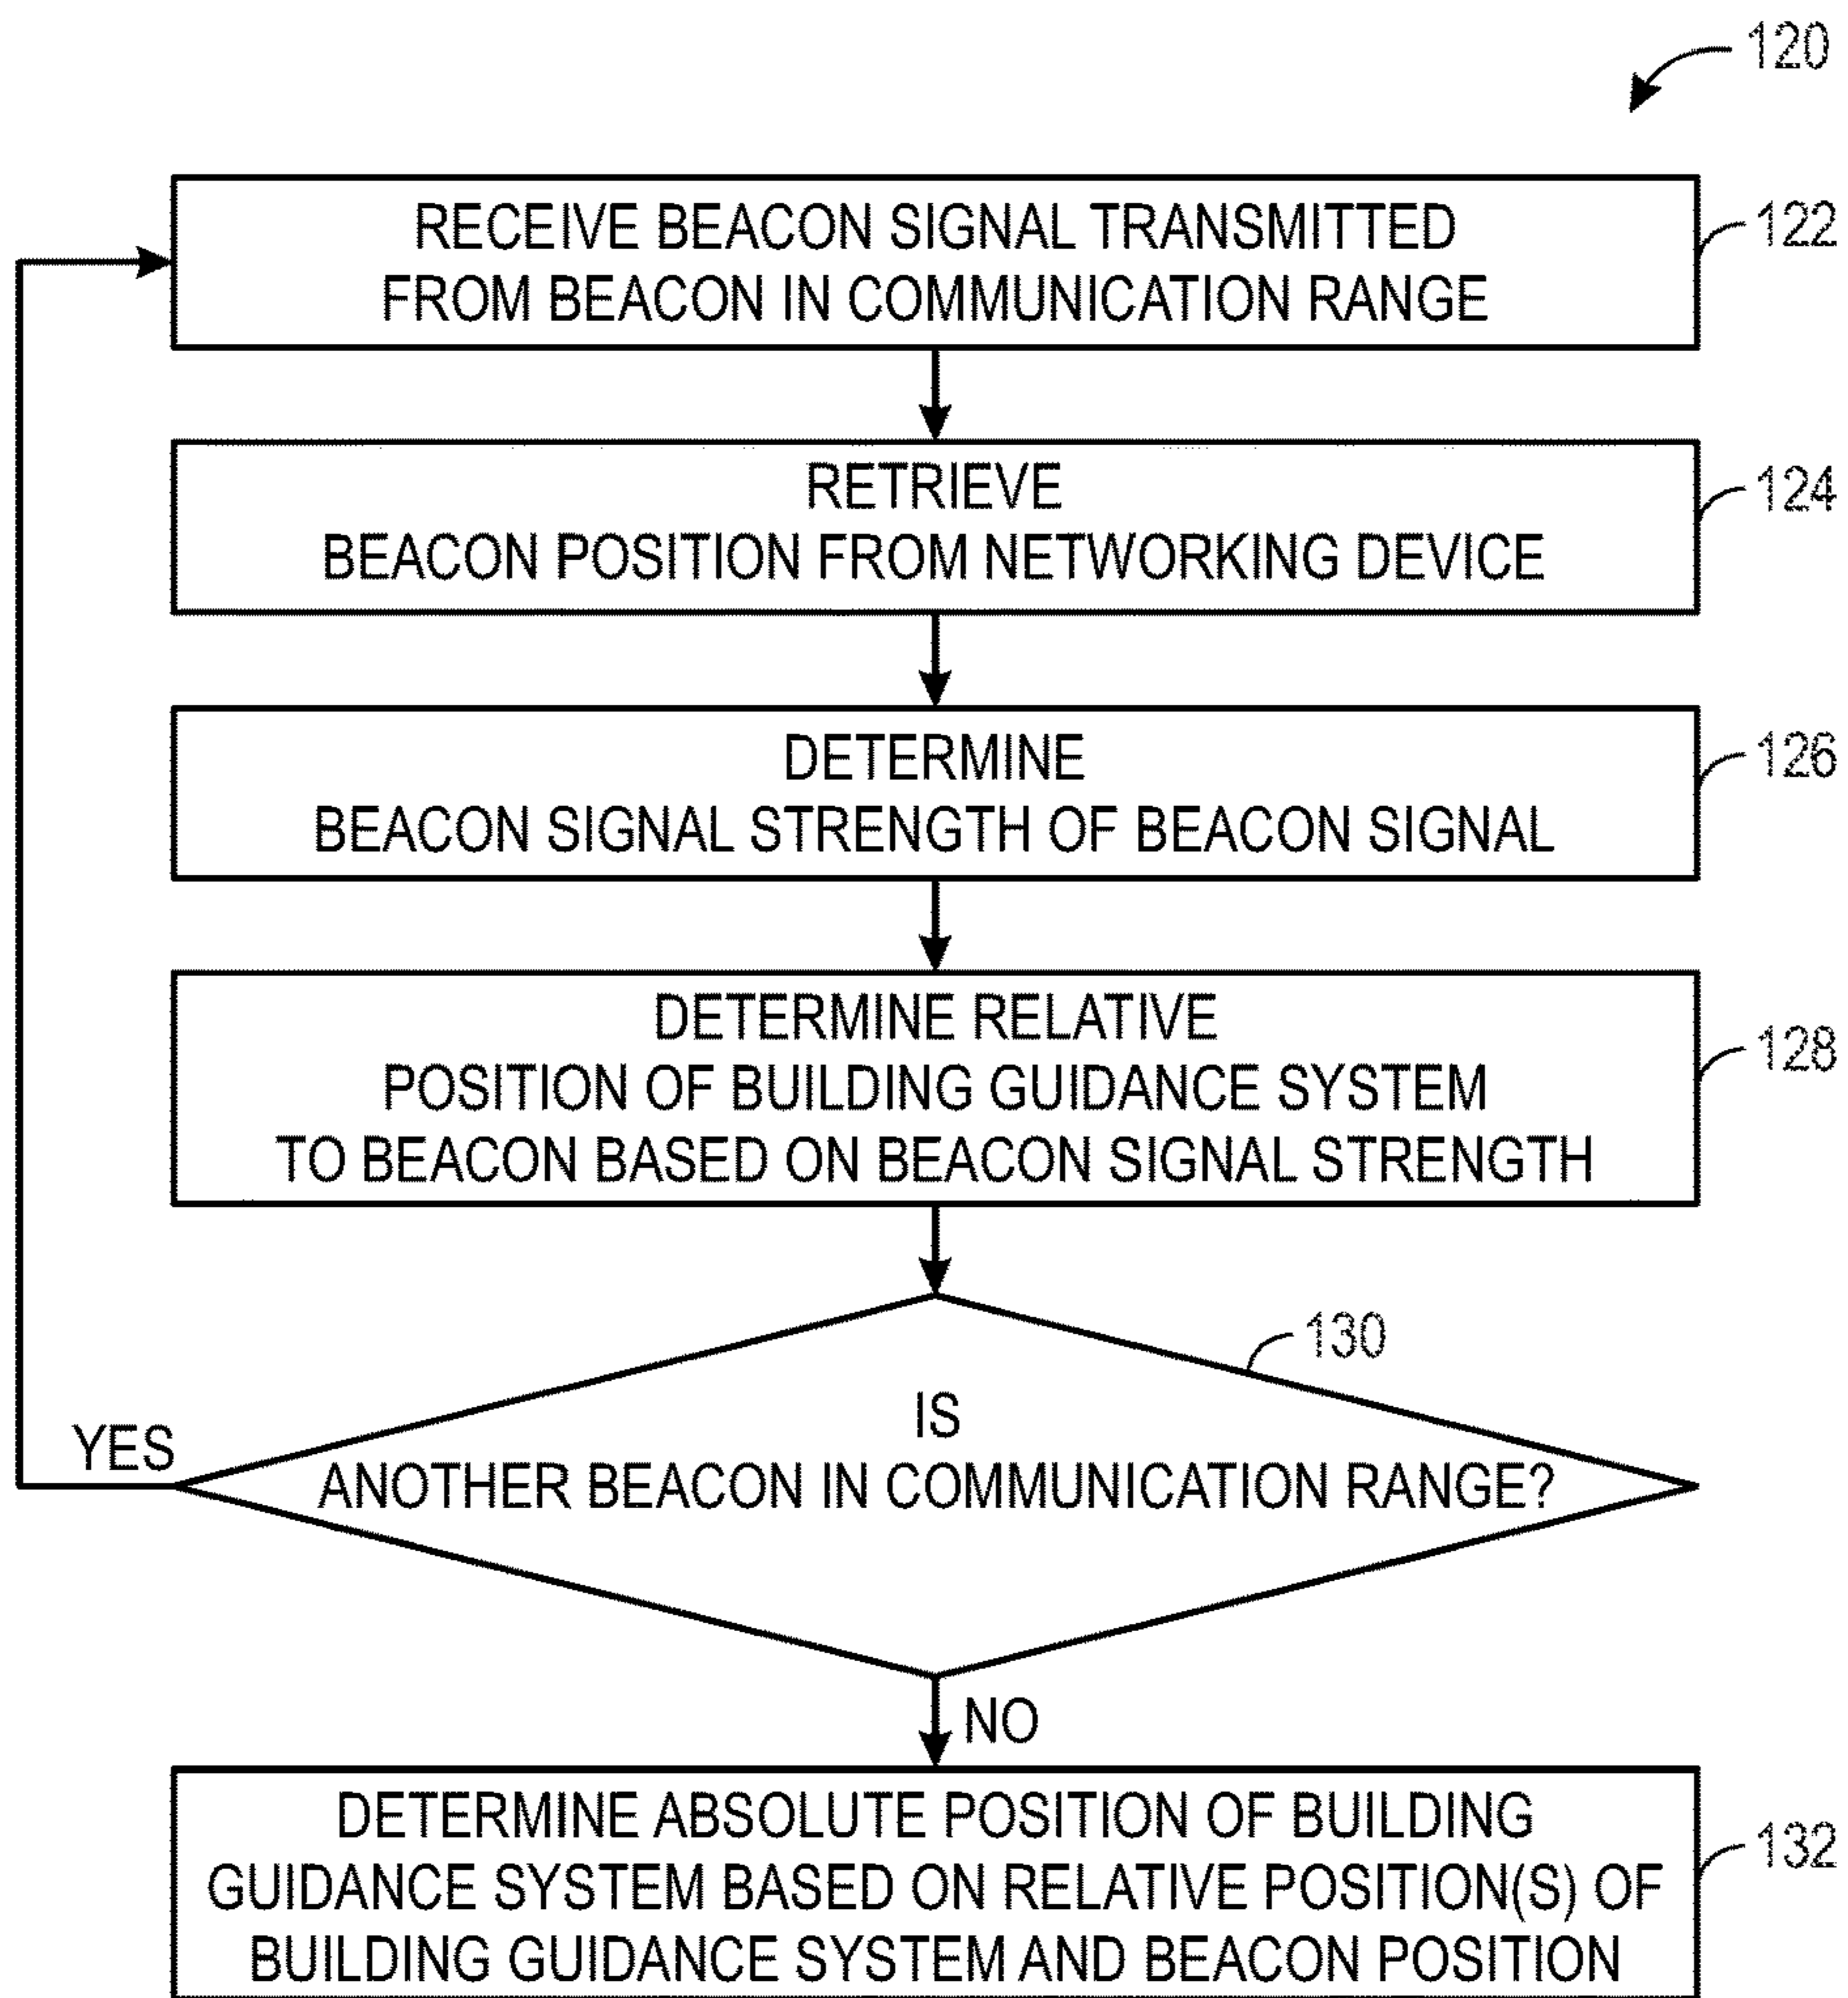 120
RECEIVE BEACON SIGNAL TRANSMITTED
FROM BEACON IN COMMUNICATION RANGE
122
RETRIEVE
BEACON POSITION FROM NETWORKING DEVICE
124
DETERMINE
BEACON SIGNAL STRENGTH OF BEACON SIGNAL
126
DETERMINE RELATIVE
POSITION OF BUILDING GUIDANCE SYSTEM
TO BEACON BASED ON BEACON SIGNAL STRENGTH
128
130
IS
ANOTHER BEACON IN COMMUNICATION RANGE?
YES
NO
DETERMINE ABSOLUTE POSITION OF BUILDING
GUIDANCE SYSTEM BASED ON RELATIVE POSITION(S) OF
BUILDING GUIDANCE SYSTEM AND BEACON POSITION
132